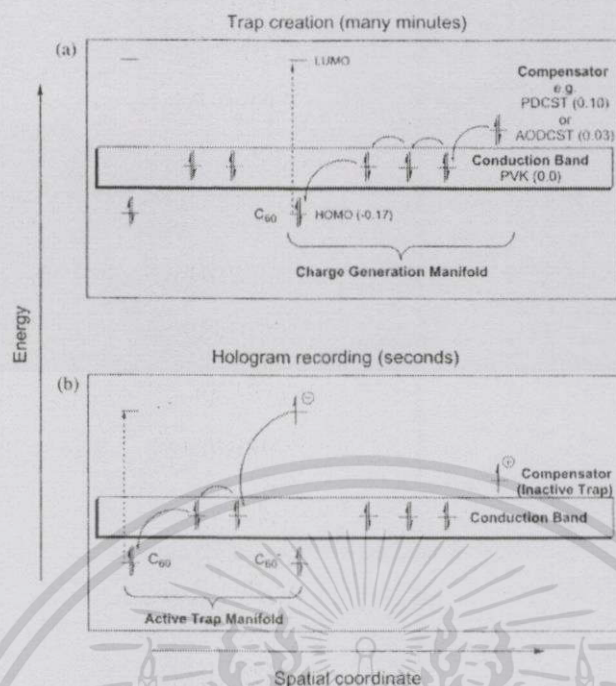 Trap creation (many minutes)
(a)
LUMO
Compensator
e.g.
PDCST (0.10)
or
AODCST (0.03)
Conduction Band
PVK (0.0)
C60
HOMO (-0.17)
Charge Generation Manifold
Energy
Hologram recording (seconds)
(b)
⊖
⊕
Compensator
(Inactive Trap)
Conduction Band
C60
C60-
Active Trap Manifold
Spatial coordinate